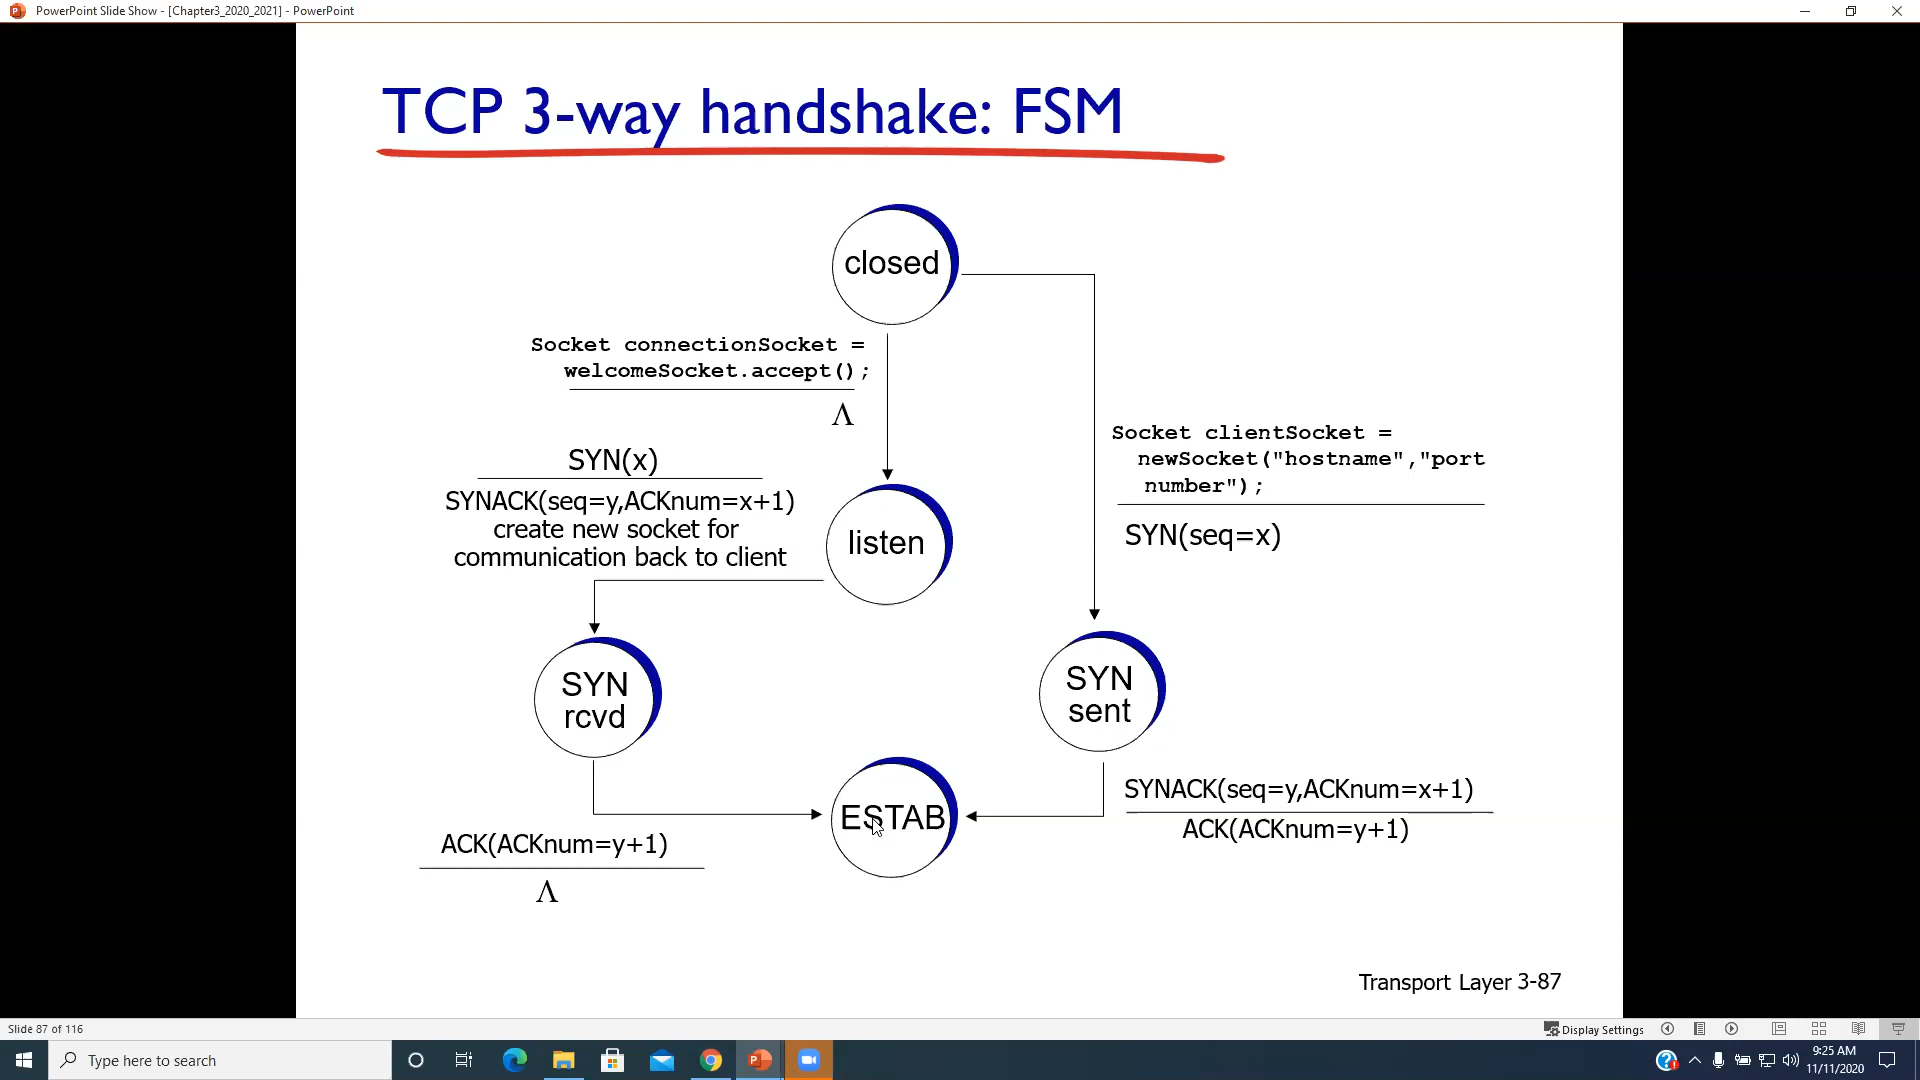 PowerPoint Slide Show - [Chapter3_2020_2021] - PowerPoint
TCP 3-way handshake: FSM
closed
Socket connectionSocket =
welcomeSocket.accept();
Λ
Socket clientSocket =
newSocket("hostname","port
number");
SYN(seq=x)
SYN(x)
SYNACK(seq=y,ACKnum=x+1)
create new socket for
communication back to client
listen
SYN
rcvd
SYN
sent
ESTAB
SYNACK(seq=y,ACKnum=x+1)
ACK(ACKnum=y+1)
ACK(ACKnum=y+1)
Λ
Transport Layer 3-87
Slide 87 of 116
Display Settings
Type here to search
9:25 AM
11/11/2020